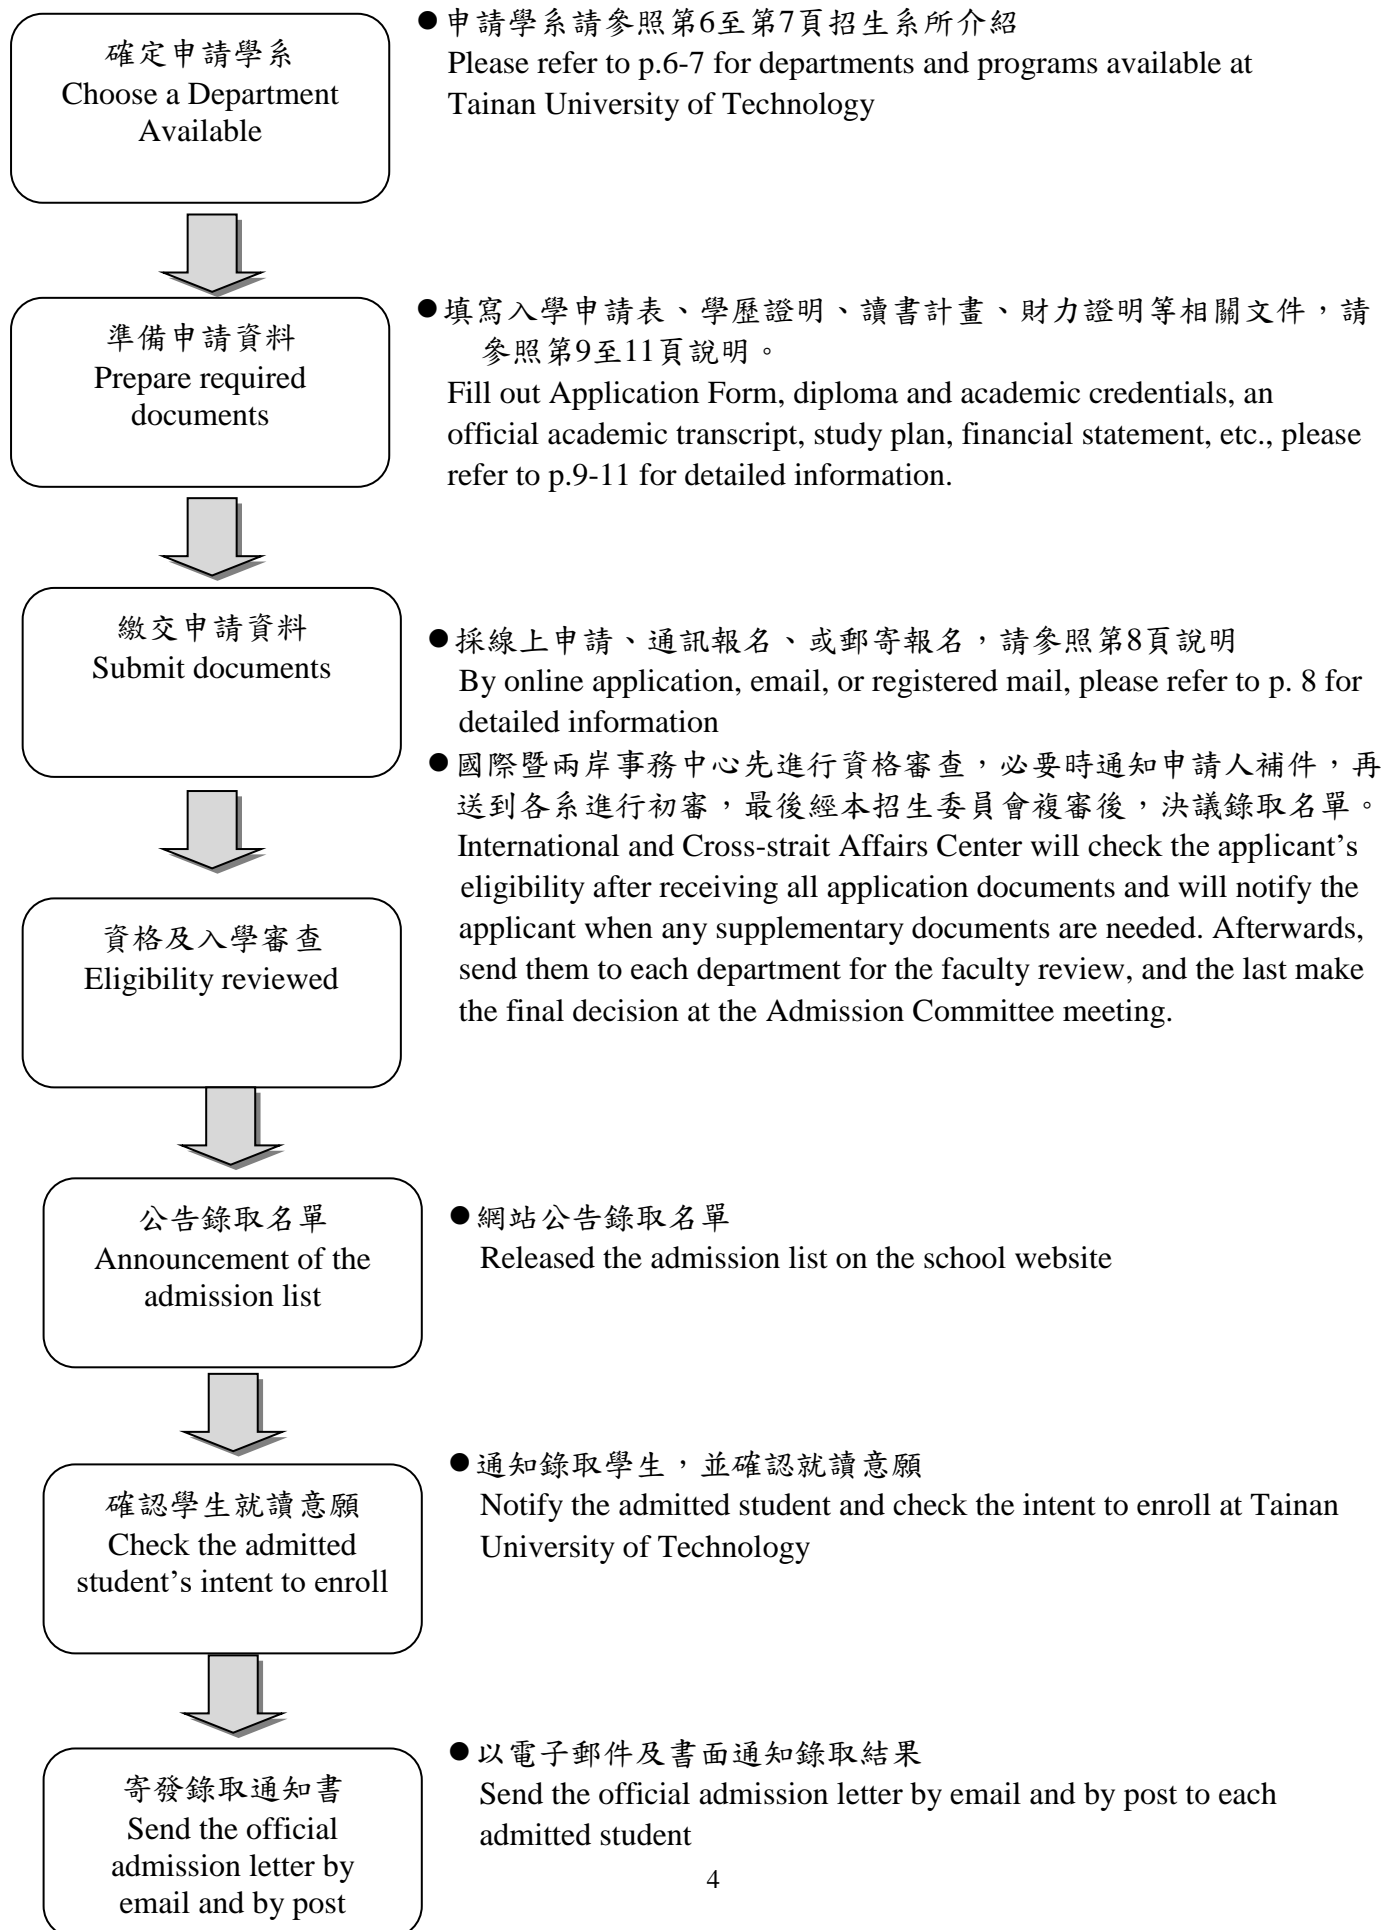 確定申請學系
Choose a Department
Available
●申請學系請參照第6至第7頁招生系所介紹
Please refer to p.6-7 for departments and programs available at
Tainan University of Technology
準備申請資料
Prepare required
documents
●填寫入學申請表、學歷證明、讀書計畫、財力證明等相關文件，請
參照第9至11頁說明。
Fill out Application Form, diploma and academic credentials, an
official academic transcript, study plan, financial statement, etc., please
refer to p.9-11 for detailed information.
繳交申請資料
Submit documents
●採線上申請、通訊報名、或郵寄報名，請參照第8頁說明
By online application, email, or registered mail, please refer to p. 8 for
detailed information
●國際暨兩岸事務中心先進行資格審查，必要時通知申請人補件，再
送到各系進行初審，最後經本招生委員會複審後，決議錄取名單。
International and Cross-strait Affairs Center will check the applicant’s
eligibility after receiving all application documents and will notify the
applicant when any supplementary documents are needed. Afterwards,
send them to each department for the faculty review, and the last make
the final decision at the Admission Committee meeting.
資格及入學審查
Eligibility reviewed
公告錄取名單
Announcement of the
admission list
●網站公告錄取名單
Released the admission list on the school website
確認學生就讀意願
Check the admitted
student’s intent to enroll
●通知錄取學生，並確認就讀意願
Notify the admitted student and check the intent to enroll at Tainan
University of Technology
寄發錄取通知書
Send the official
admission letter by
email and by post
●以電子郵件及書面通知錄取結果
Send the official admission letter by email and by post to each
admitted student
4